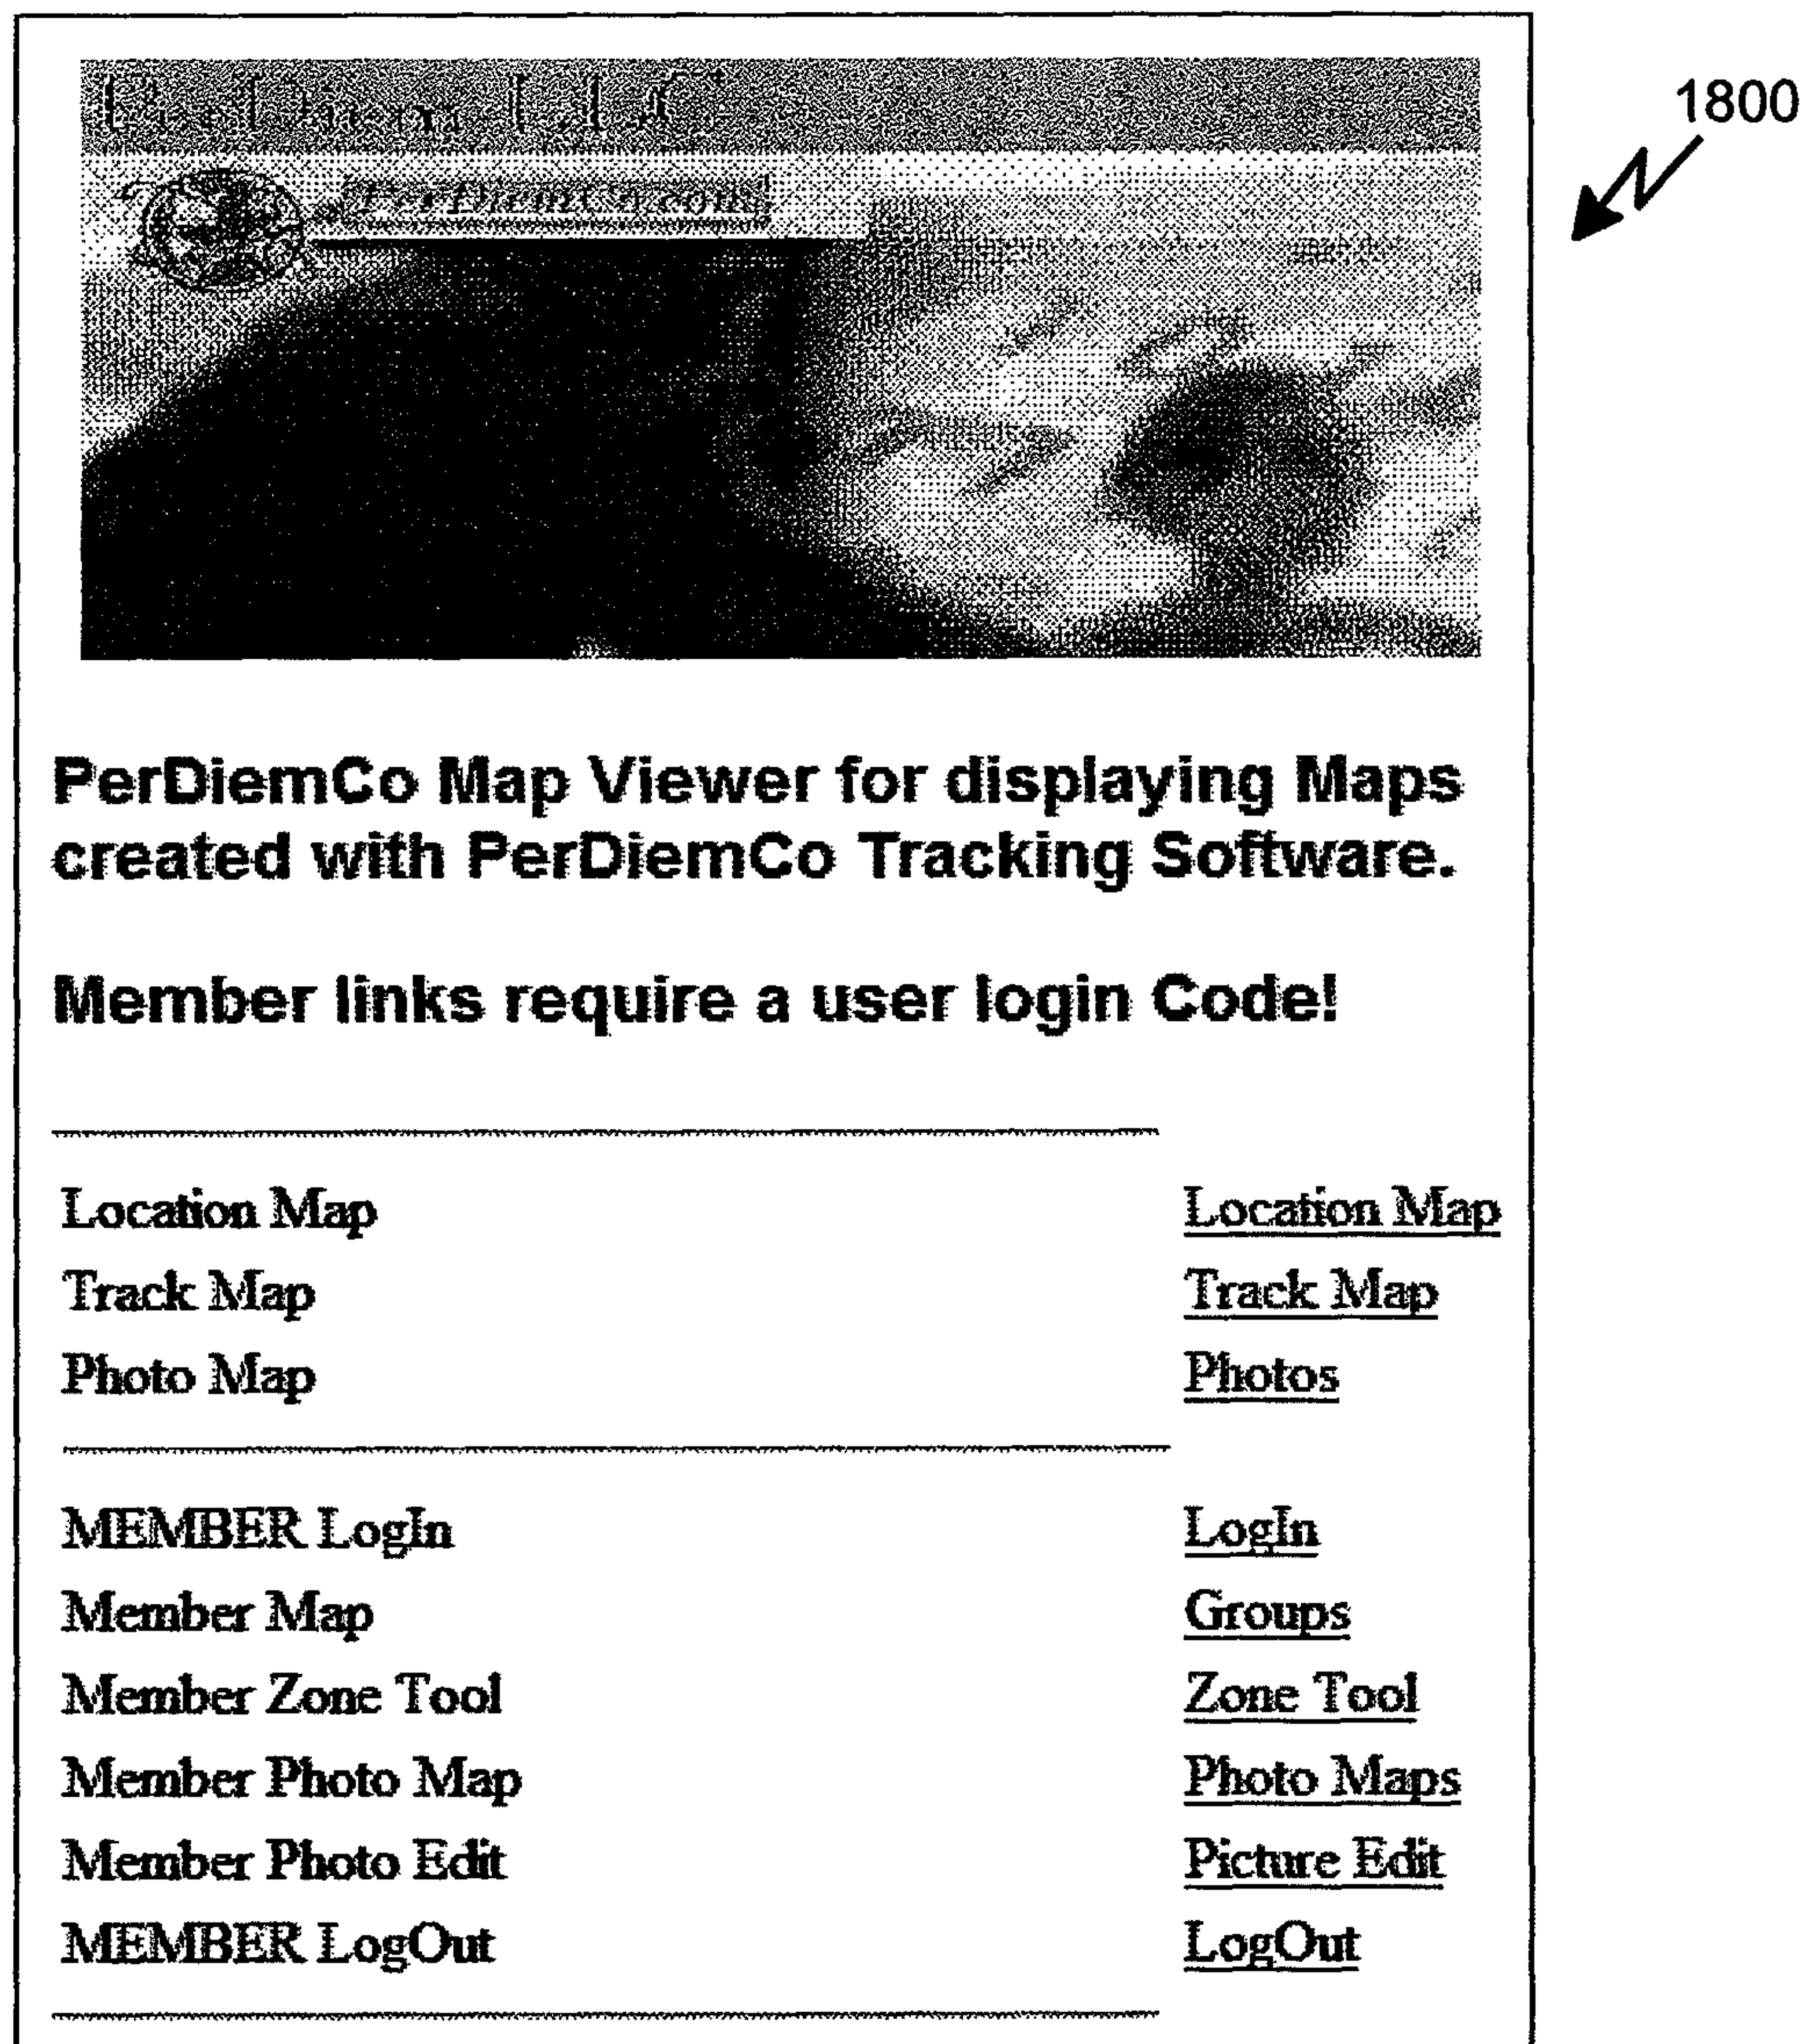 1800
PerDiemCo.com
PerDiemCo Map Viewer for displaying Maps
created with PerDiemCo Tracking Software.
Member links require a user login Code!
Location Map Location Map
Track Map Track Map
Photo Map Photos
MEMBER LogIn LogIn
Member Map Groups
Member Zone Tool Zone Tool
Member Photo Map Photo Maps
Member Photo Edit Picture Edit
MEMBER LogOut LogOut